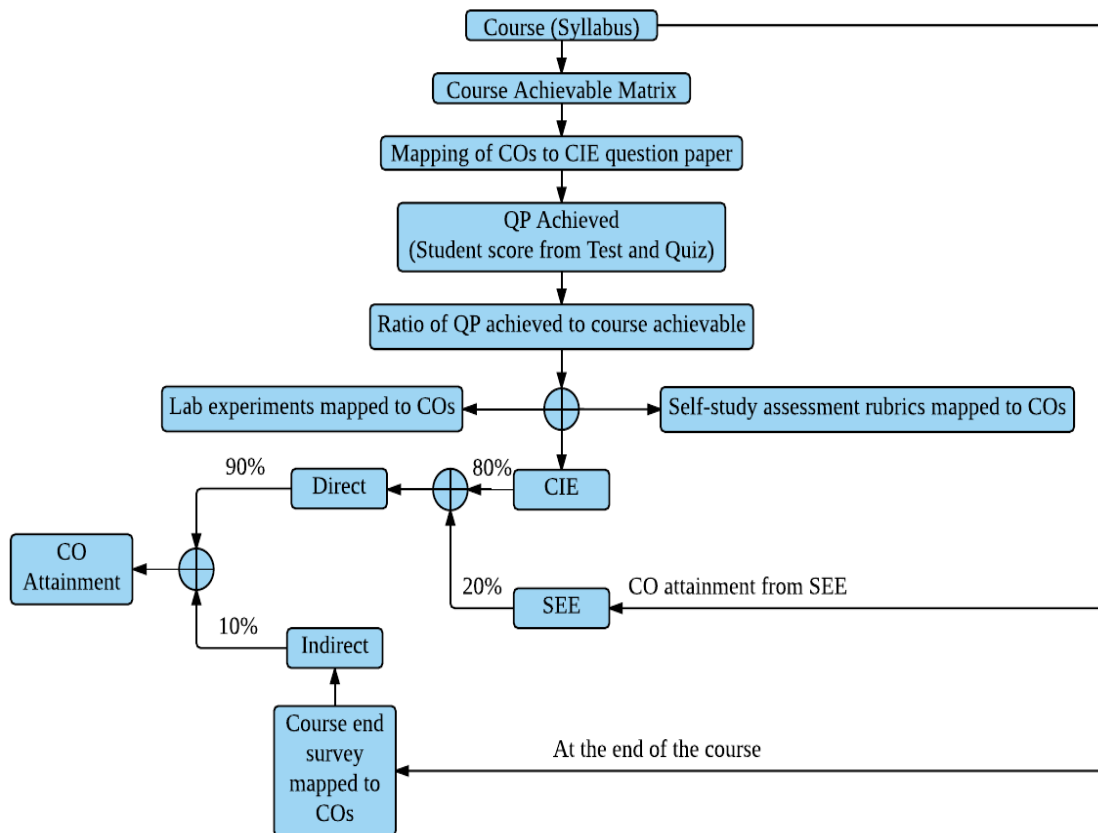 Course (Syllabus)
Course Achievable Matrix
Mapping of COs to CIE question paper
QP Achieved
(Student score from Test and Quiz)
Ratio of QP achieved to course achievable
Lab experiments mapped to COs
Self-study assessment rubrics mapped to COs
90%
Direct
80%
CIE
CO
Attainment
20%
SEE
CO attainment from SEE
10%
Indirect
Course end
survey
mapped to
COs
At the end of the course